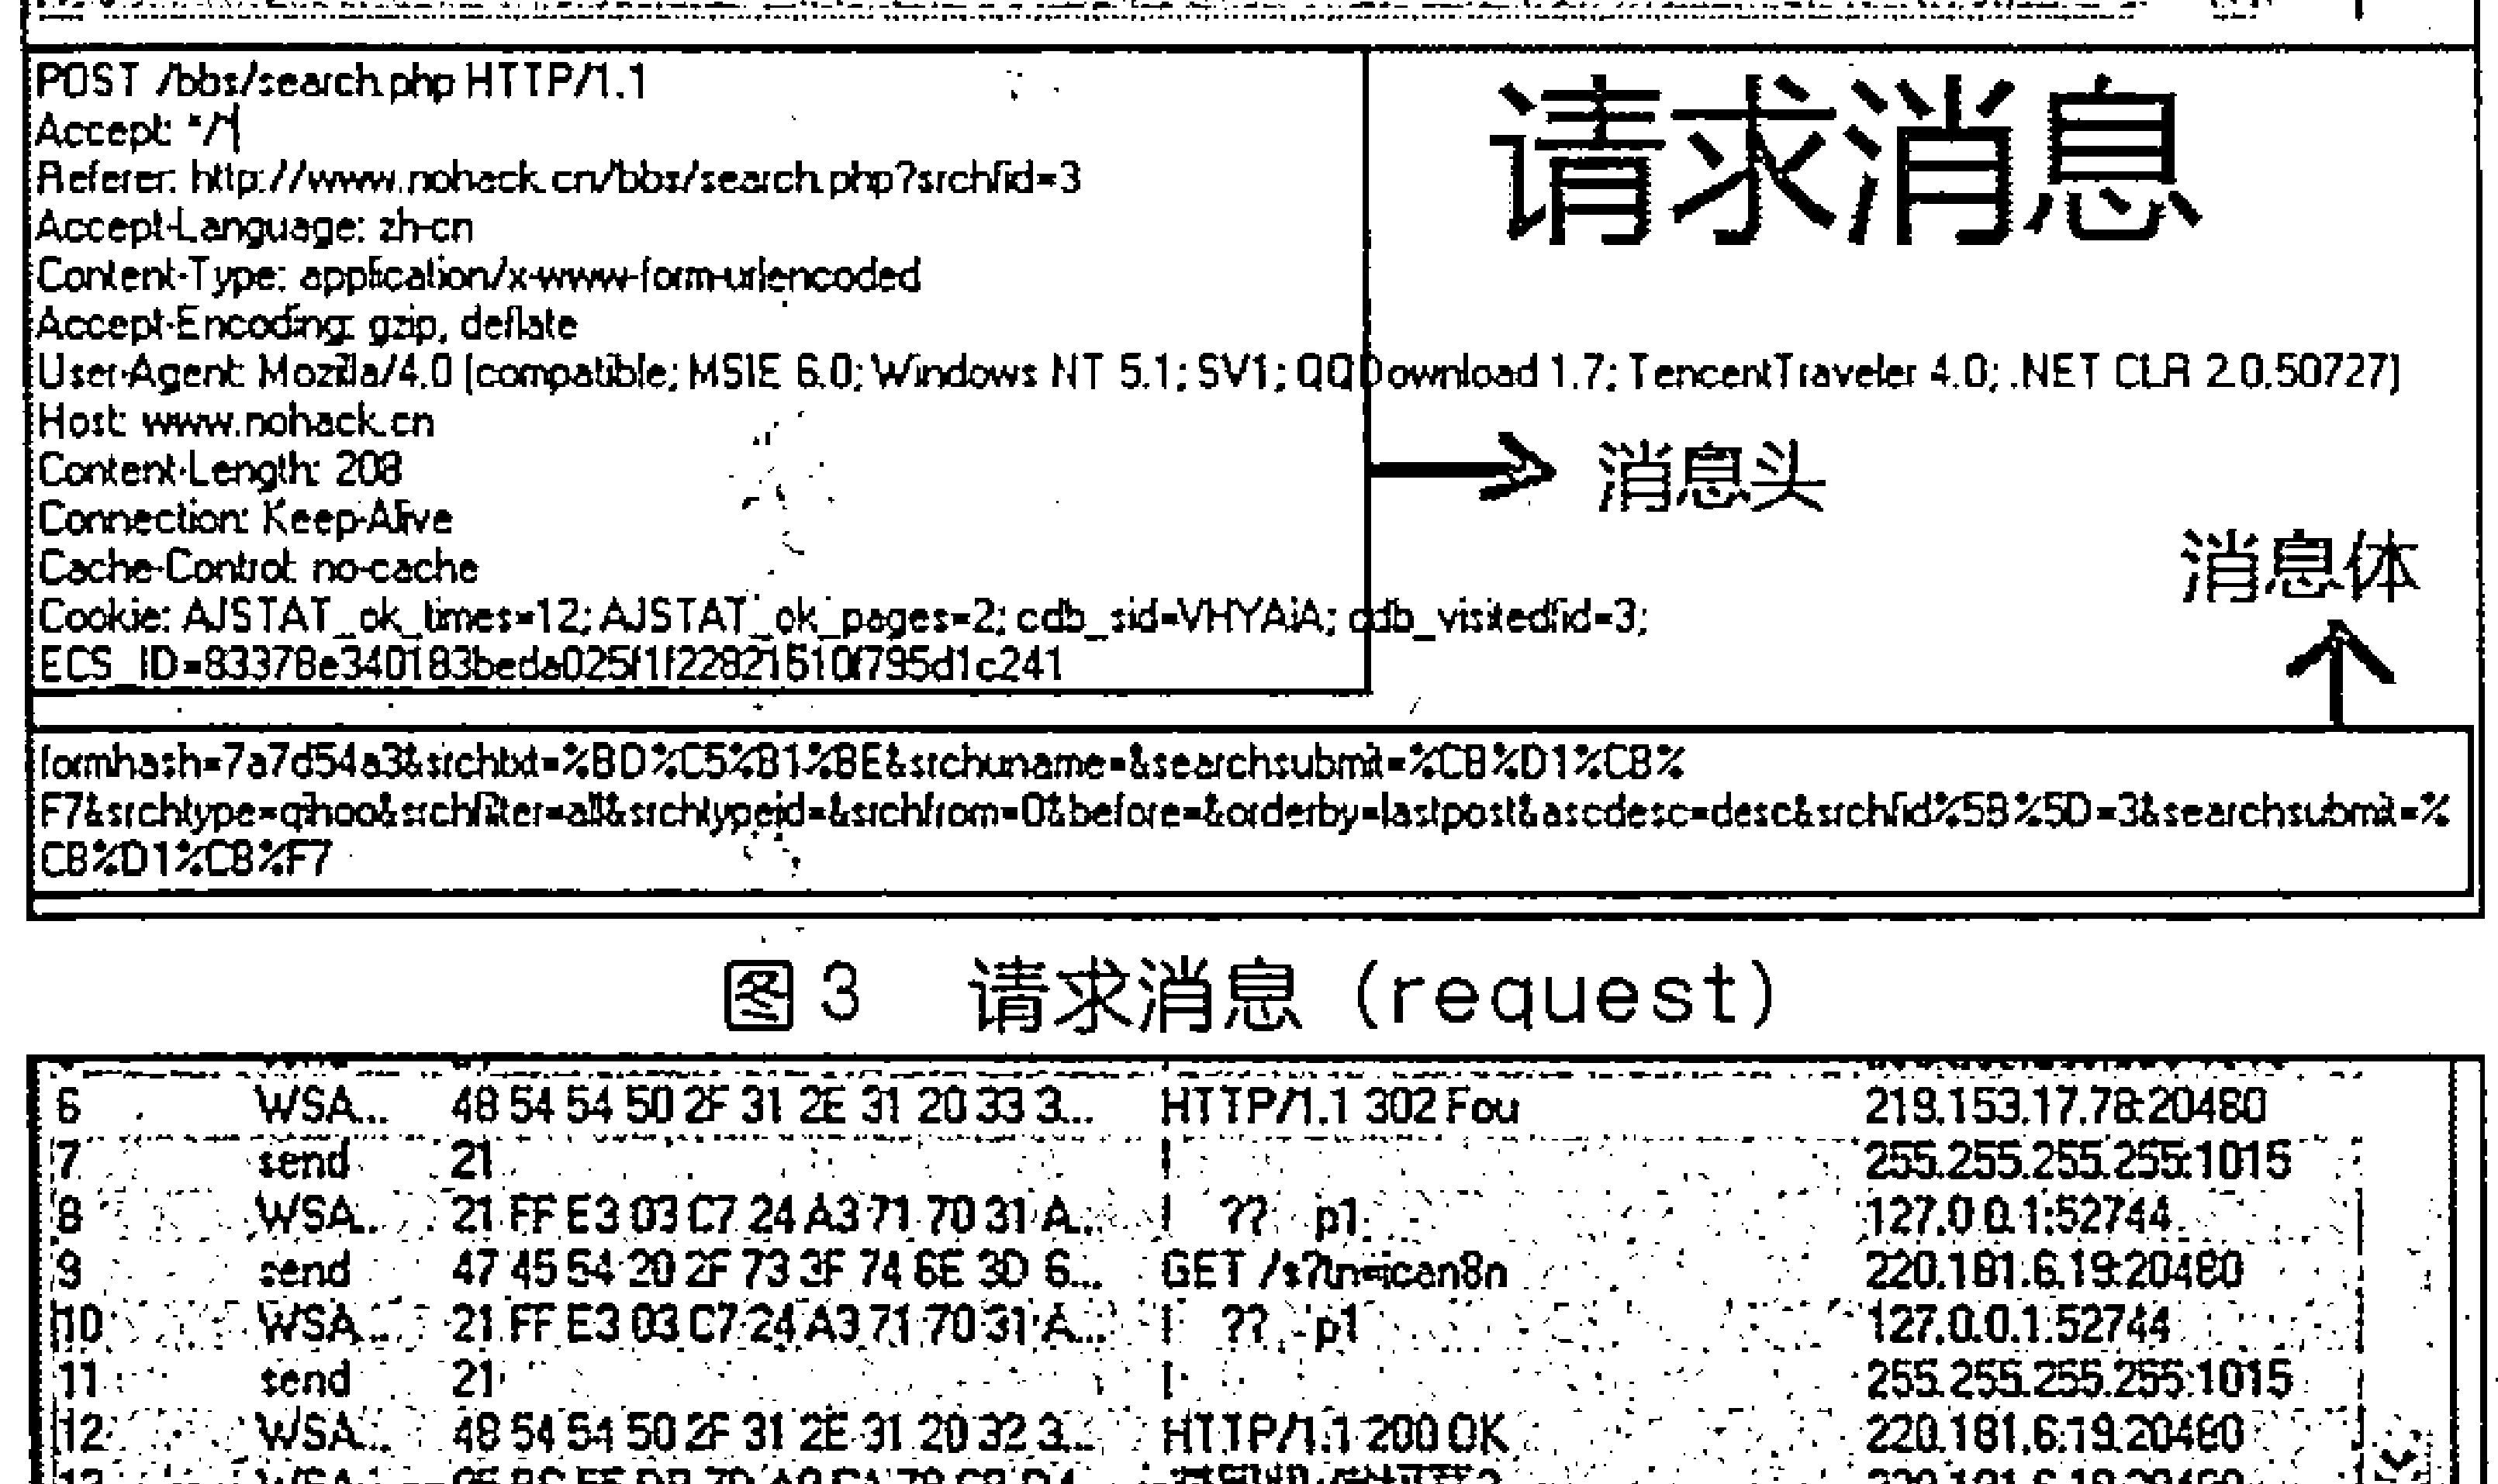 POST /bbs/search.php HTTP/1.1
Accept: */*
Referer: http://www.nohack.cn/bbs/search.php?srchfid=3
Accept-Language: zh-cn
Content-Type: application/x-www-form-urlencoded
Accept-Encoding: gzip, deflate
User-Agent: Mozilla/4.0 (compatible; MSIE 6.0; Windows NT 5.1; SV1; QQDownload 1.7; TencentTraveler 4.0; .NET CLR 2.0.50727)
Host: www.nohack.cn
Content-Length: 208
Connection: Keep-Alive
Cache-Control: no-cache
Cookie: AJSTAT_ok_times=12; AJSTAT_ok_pages=2; cdb_sid=VHYAiA; cdb_visitedfid=3;
ECS_ID=83378e340183beda025f1f22821610f795d1c241
请求消息
消息头
消息体
formhash=7a7d54a3&srchtxt=%BD%C5%B1%BE&srchuname=&searchsubmit=%CB%D1%CB%
F7&srchtype=qihoo&srchfilter=all&srchtypeid=&srchfrom=0&before=&orderby=lastpost&ascdesc=desc&srchfid%5B%5D=3&searchsubmit=%
CB%D1%CB%F7
图3 请求消息 (request)
6 WSA... 48 54 54 50 2F 31 2E 31 20 33 3... HTTP/1.1 302 Fou 219.153.17.78:20480
7 send 21 ! 255.255.255.255:1015
8 WSA... 21 FF E3 03 C7 24 A3 71 70 31 A... ! ?? p1 127.0.0.1:52744
9 send 47 45 54 20 2F 73 3F 74 6E 3D 6... GET /s?tn=ican8n 220.181.6.19:20480
10 WSA... 21 FF E3 03 C7 24 A3 71 70 31 A... ! ?? p1 127.0.0.1:52744
11 send 21 ! 255.255.255.255:1015
12 WSA... 48 54 54 50 2F 31 2E 31 20 32 3... HTTP/1.1 200 OK 220.181.6.19:20480